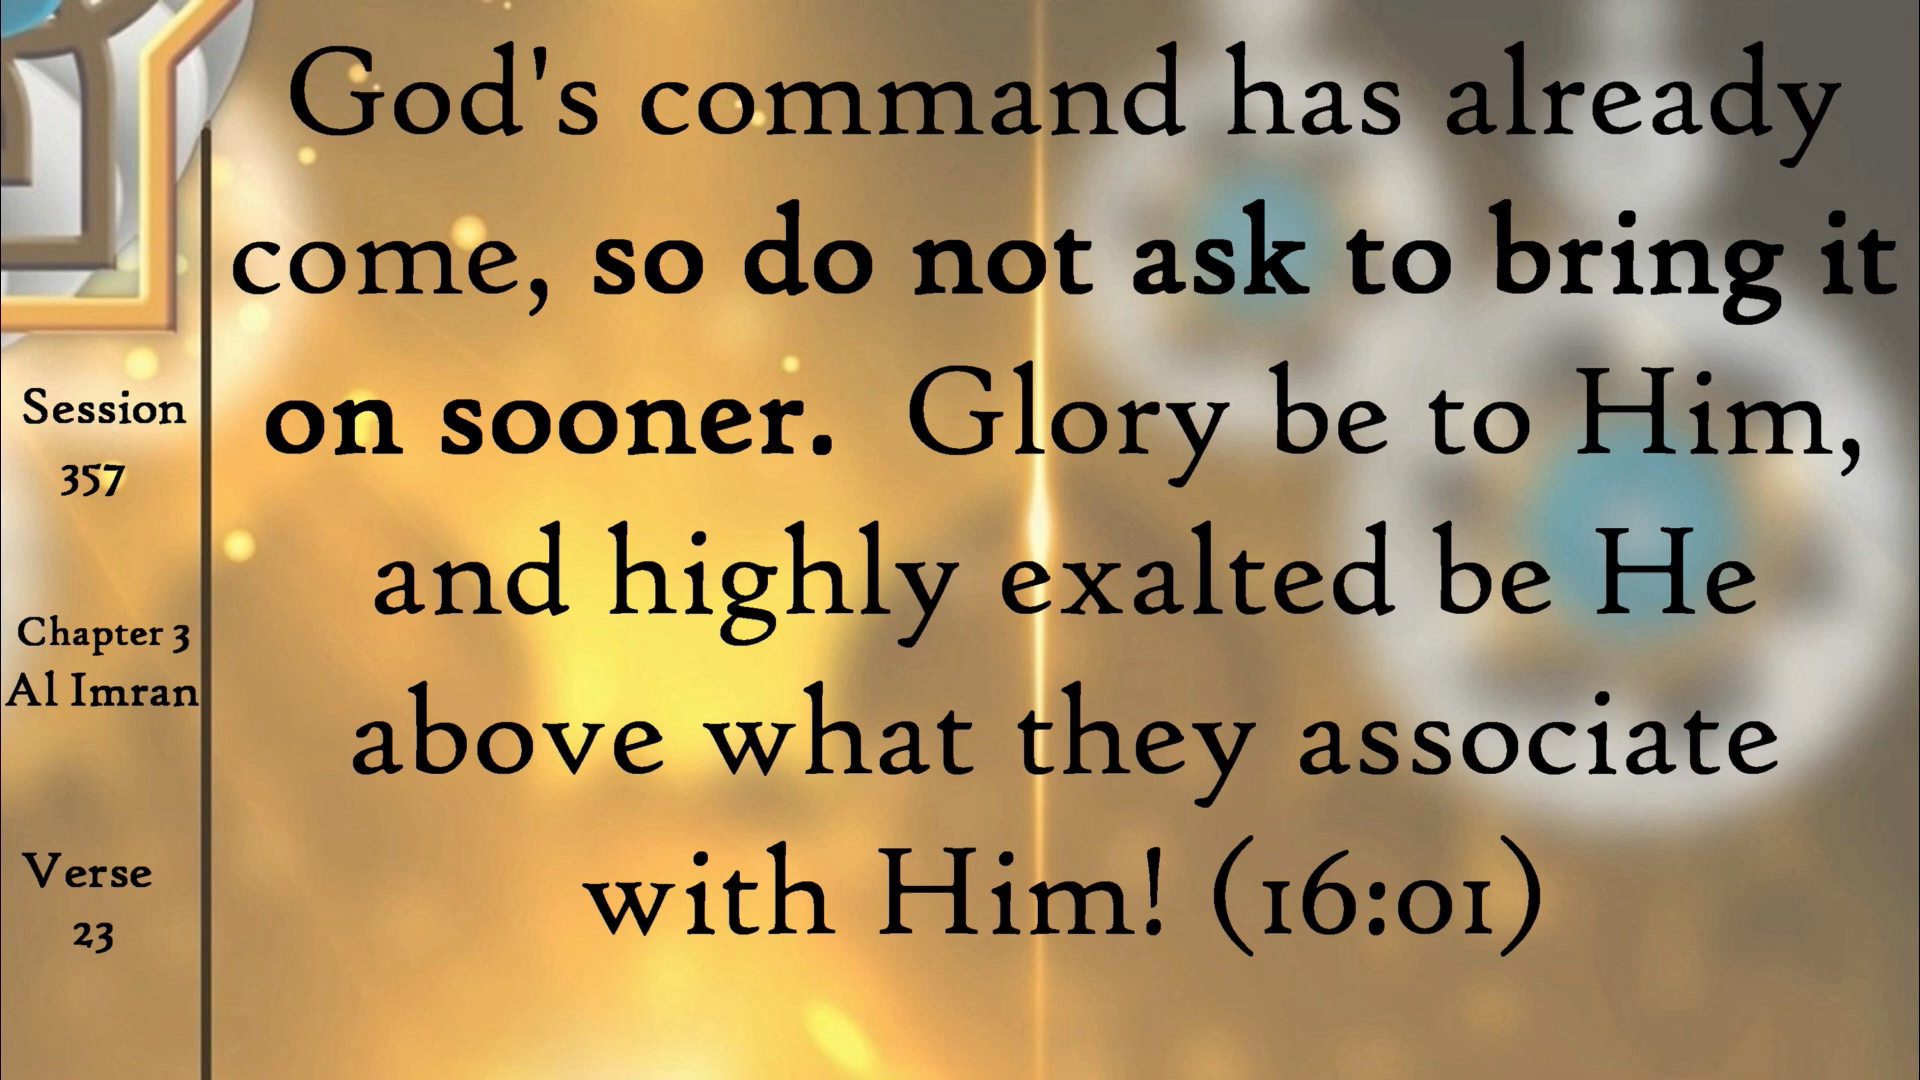 God's command has already
come, so do not ask to bring it
on sooner. Glory be to Him,
and highly exalted be He
above what they associate
with Him! (16:01)
Session
357
Chapter 3
Al Imran
Verse
23